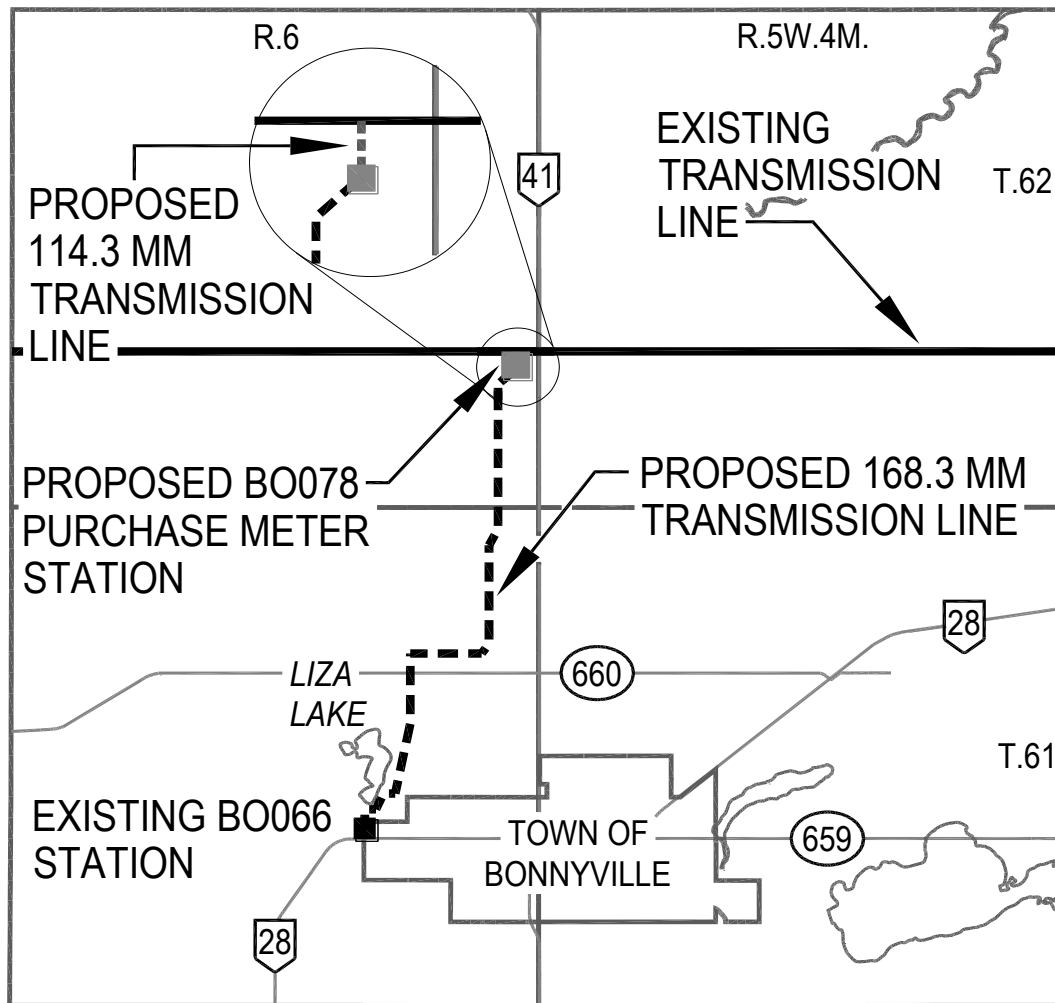 R.6
R.5W.4M.
41
EXISTING
TRANSMISSION
LINE
T.62
PROPOSED
114.3 MM
TRANSMISSION
LINE
PROPOSED BO078
PURCHASE METER
STATION
PROPOSED 168.3 MM
TRANSMISSION LINE
28
LIZA
LAKE
660
T.61
EXISTING BO066
STATION
TOWN OF
BONNYVILLE
659
28